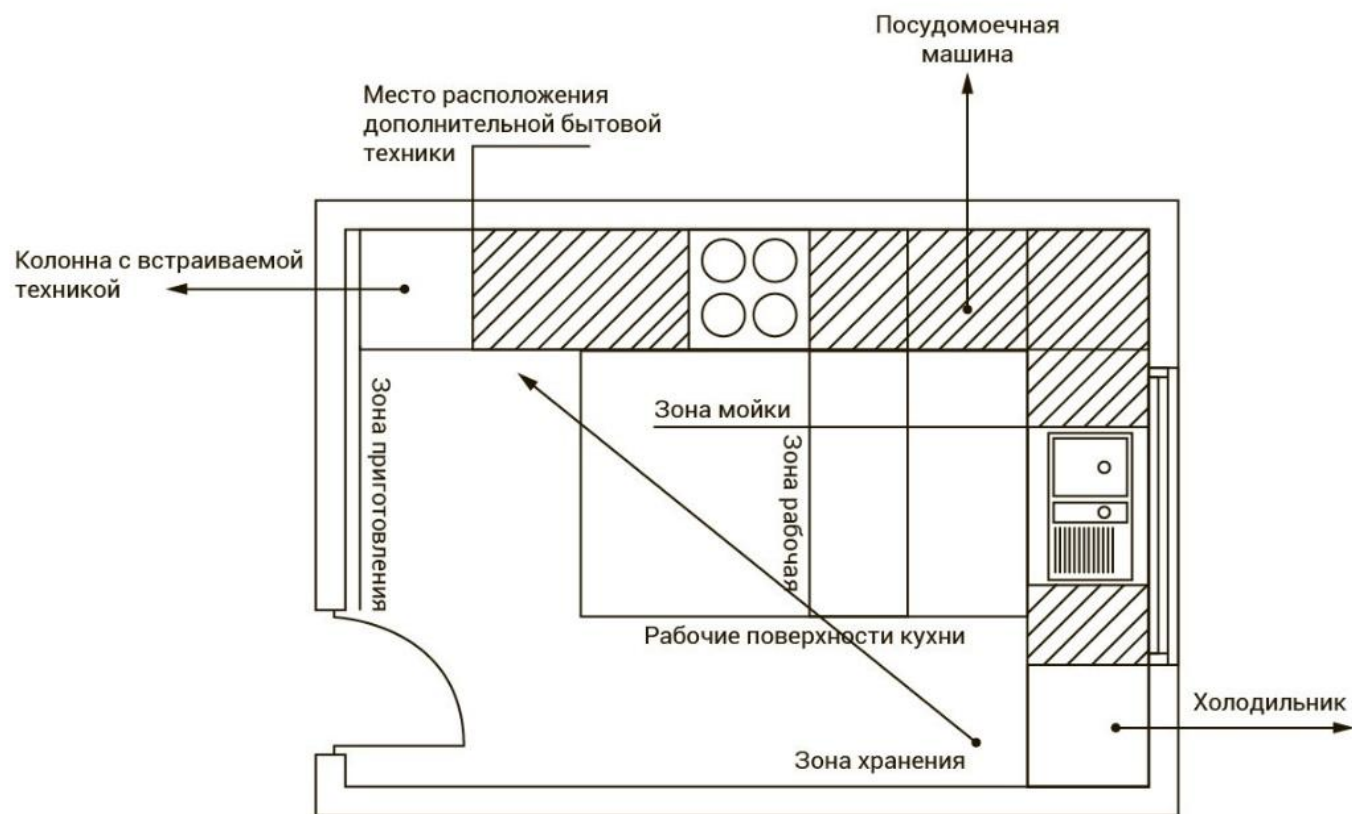 Посудомоечная
машина
Место расположения
дополнительной бытовой
техники
Колонна с встраиваемой
техникой
Зона приготовления
Зона мойки
Зона рабочая
Рабочие поверхности кухни
Холодильник
Зона хранения